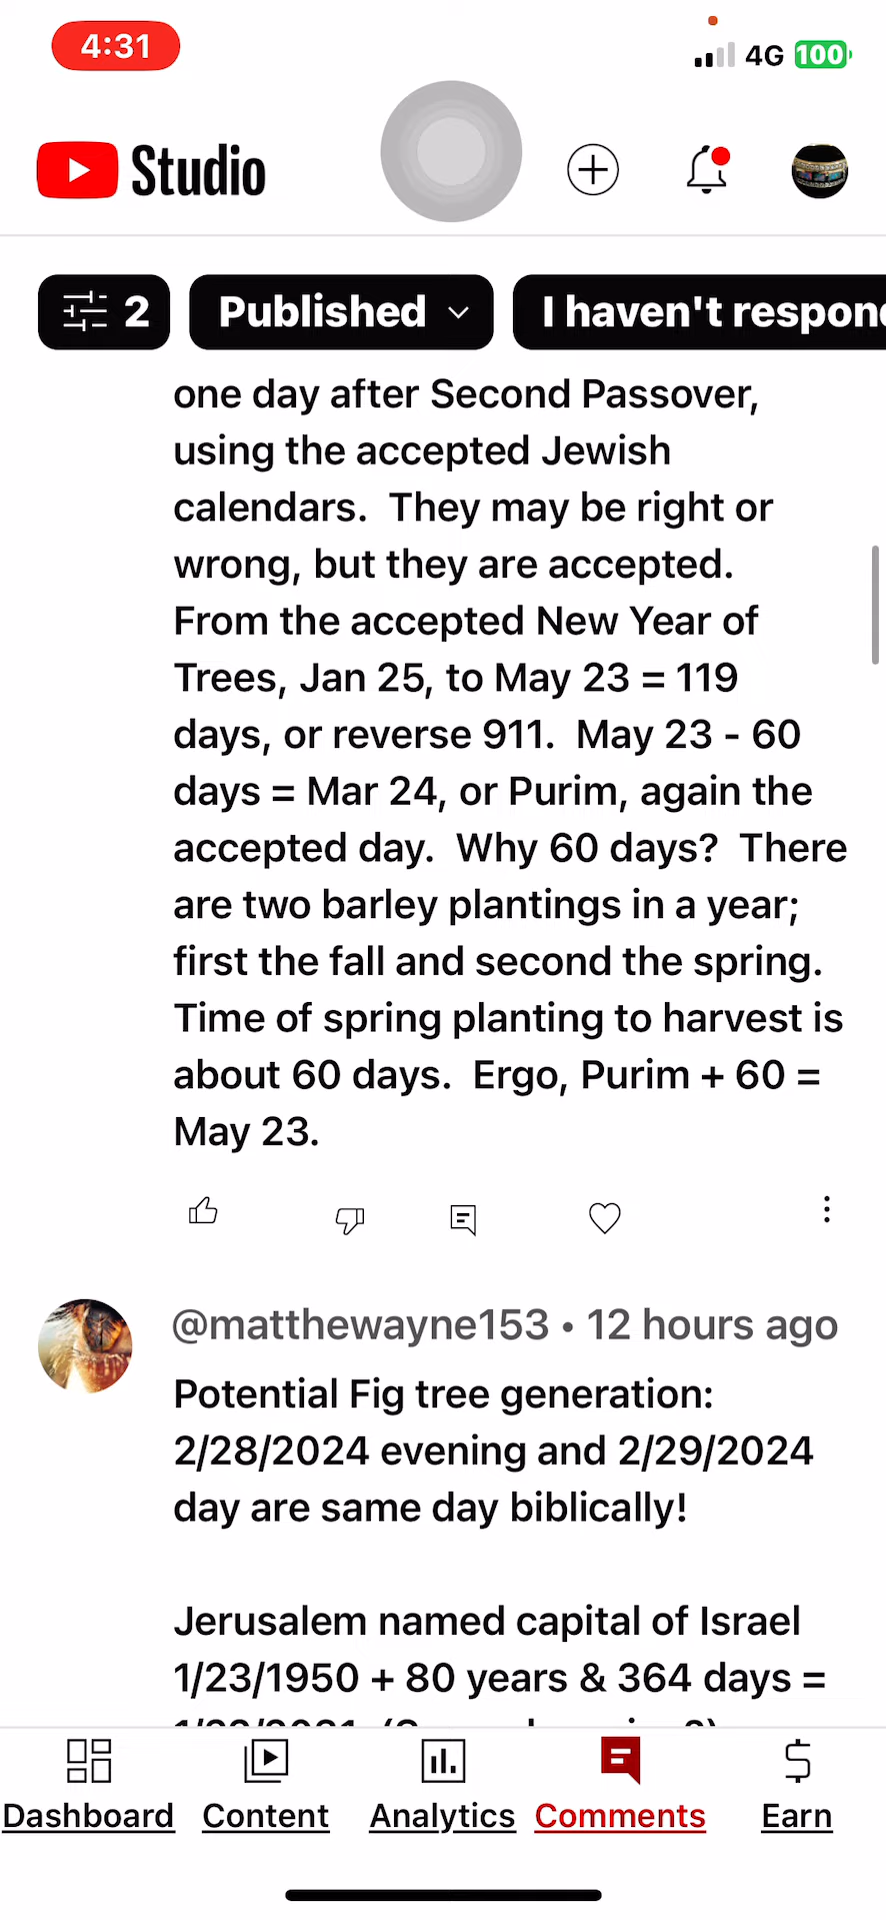 4:31
4G 100
Studio
2 Published I haven't respon
one day after Second Passover,
using the accepted Jewish
calendars.  They may be right or
wrong, but they are accepted.
From the accepted New Year of
Trees, Jan 25, to May 23 = 119
days, or reverse 911.  May 23 - 60
days = Mar 24, or Purim, again the
accepted day.  Why 60 days?  There
are two barley plantings in a year;
first the fall and second the spring.
Time of spring planting to harvest is
about 60 days.  Ergo, Purim + 60 =
May 23.
@matthewayne153 • 12 hours ago
Potential Fig tree generation:
2/28/2024 evening and 2/29/2024
day are same day biblically!
Jerusalem named capital of Israel
1/23/1950 + 80 years & 364 days =
Dashboard Content Analytics Comments Earn